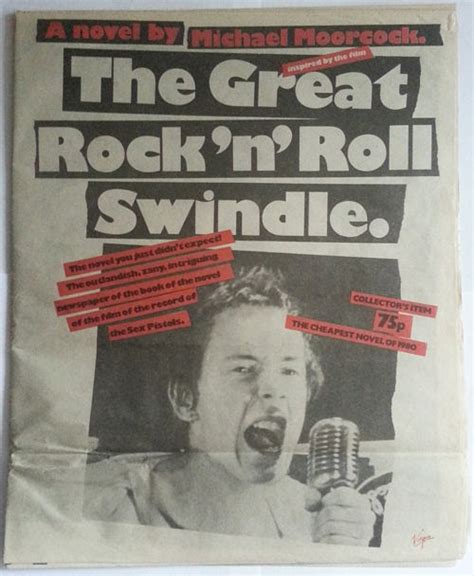 A novel by Michael Moorcock.
inspired by the film
The Great
Rock 'n' Roll
Swindle.
The novel you just didn't expect!
The outlandish, zany, intriguing
newspaper of the book of the novel
of the film of the record of
the Sex Pistols.
COLLECTOR'S ITEM
75p
THE CHEAPEST NOVEL OF 1980
Virgin